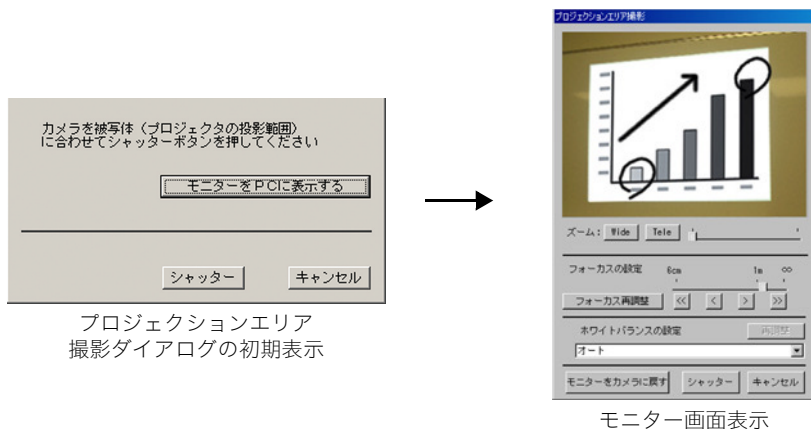 カメラを被写体(プロジェクタの投影範囲)
に合わせてシャッターボタンを押してください
モニターをPCに表示する
シャッター
キャンセル
プロジェクションエリア
撮影ダイアログの初期表示
プロジェクションエリア撮影
ズーム:
Wide
Tele
フォーカスの設定
6cm
1m
∞
フォーカス再調整
<<
<
>
>>
ホワイトバランスの設定
再調整
オート
モニターをカメラに戻す
シャッター
キャンセル
モニター画面表示